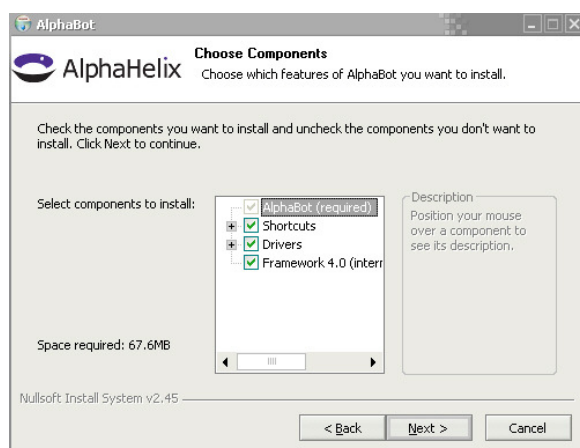 AlphaBot
AlphaHelix
Choose Components
Choose which features of AlphaBot you want to install.
Check the components you want to install and uncheck the components you don't want to
install. Click Next to continue.
Select components to install:
AlphaBot (required)
Shortcuts
Drivers
Framework 4.0 (interr
Description
Position your mouse
over a component to
see its description.
Space required: 67.6MB
Nullsoft Install System v2.45
< Back
Next >
Cancel